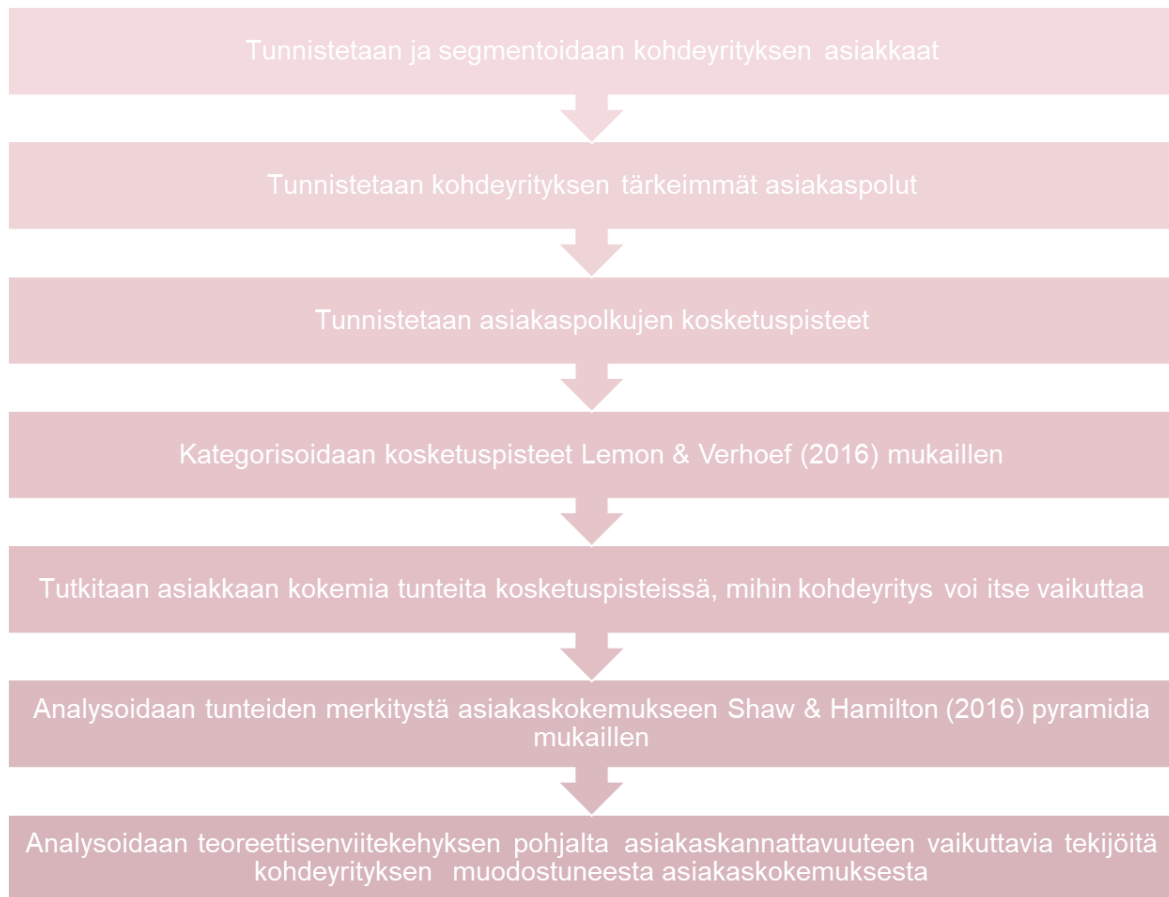 Tunnistetaan ja segmentoidaan kohdeyrityksen asiakkaat
Tunnistetaan kohdeyrityksen tärkeimmät asiakaspolut
Tunnistetaan asiakaspolkujen kosketuspisteet
Kategorisoidaan kosketuspisteet Lemon & Verhoef (2016) mukaillen
Tutkitaan asiakkaan kokemia tunteita kosketuspisteissä, mihin kohdeyritys voi itse vaikuttaa
Analysoidaan tunteiden merkitystä asiakaskokemukseen Shaw & Hamilton (2016) pyramidia
mukaillen
Analysoidaan teoreettisenviitekehyksen pohjalta asiakaskannattavuuteen vaikuttavia tekijöitä
kohdeyrityksen muodostuneesta asiakaskokemuksesta